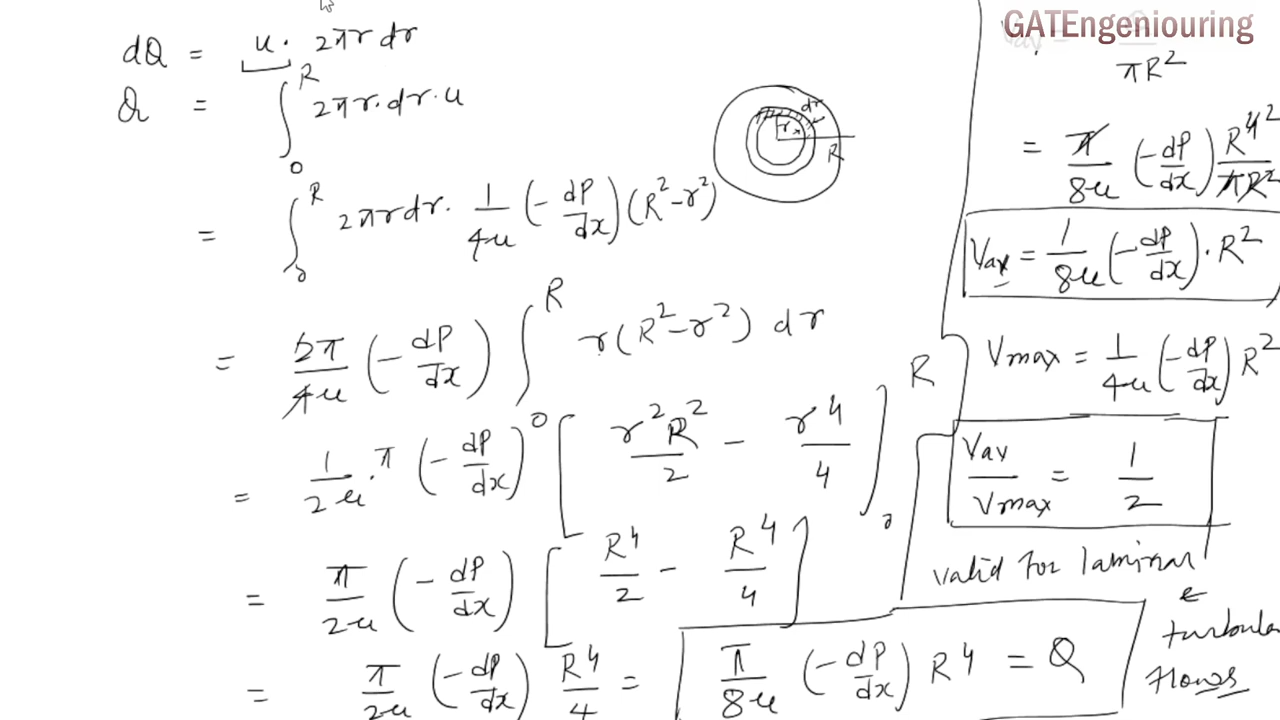 dQ = u. 2πr dr
Q = ∫₀ᴿ 2πr.dr.u
= ∫₀ᴿ 2πrdr. 1/4μ (-dP/dx)(R²-r²)
= 2π/4μ (-dP/dx) ∫₀ᴿ r(R²-r²) dr
= 1/2μ.π (-dP/dx) [r²R²/2 - r⁴/4]₀ᴿ
= π/2μ (-dP/dx) [R⁴/2 - R⁴/4]
= π/2μ (-dP/dx) R⁴/4 = π/8μ (-dP/dx) R⁴ = Q
dr
r
R
GATEngeniouring
πR²
= π/8μ (-dP/dx) R⁴/πR²
Vav = 1/8μ (-dP/dx).R²
Vmax = 1/4μ (-dP/dx) R²
Vav/Vmax = 1/2
valid for laminar
turbula
flows